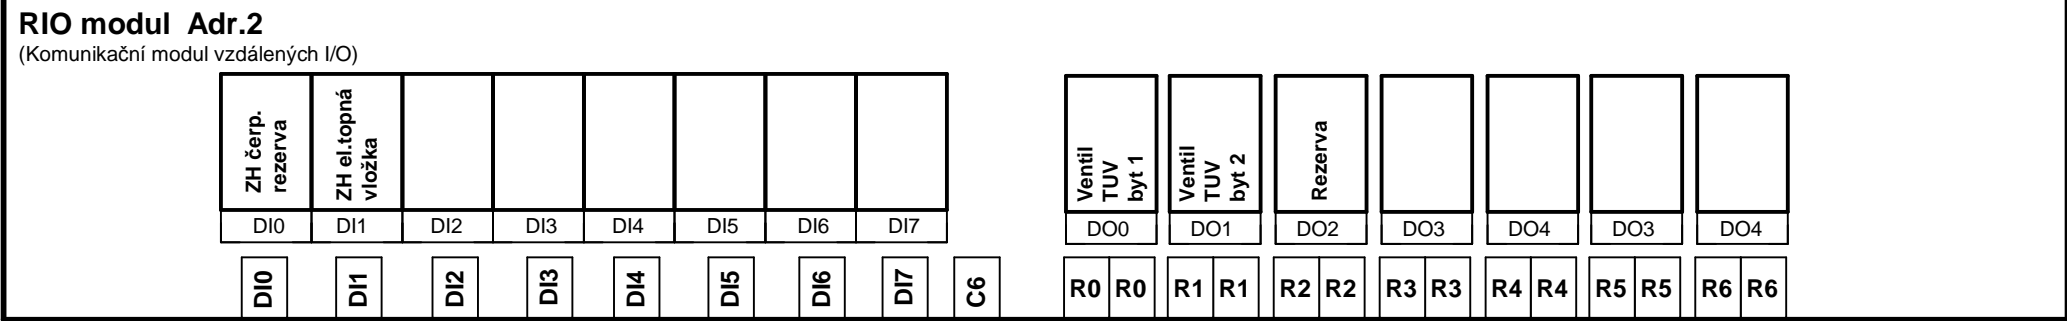 RIO modul Adr.2
(Komunikační modul vzdálených I/O)
ZH čerp.
rezerva
ZH el.topná
vložka
Ventil
TUV
byt 1
Ventil
TUV
byt 2
Rezerva
DI0 DI1 DI2 DI3 DI4 DI5 DI6 DI7 DO0 DO1 DO2 DO3 DO4 DO3 DO4
DI0 DI1 DI2 DI3 DI4 DI5 DI6 DI7 C6 R0 R0 R1 R1 R2 R2 R3 R3 R4 R4 R5 R5 R6 R6